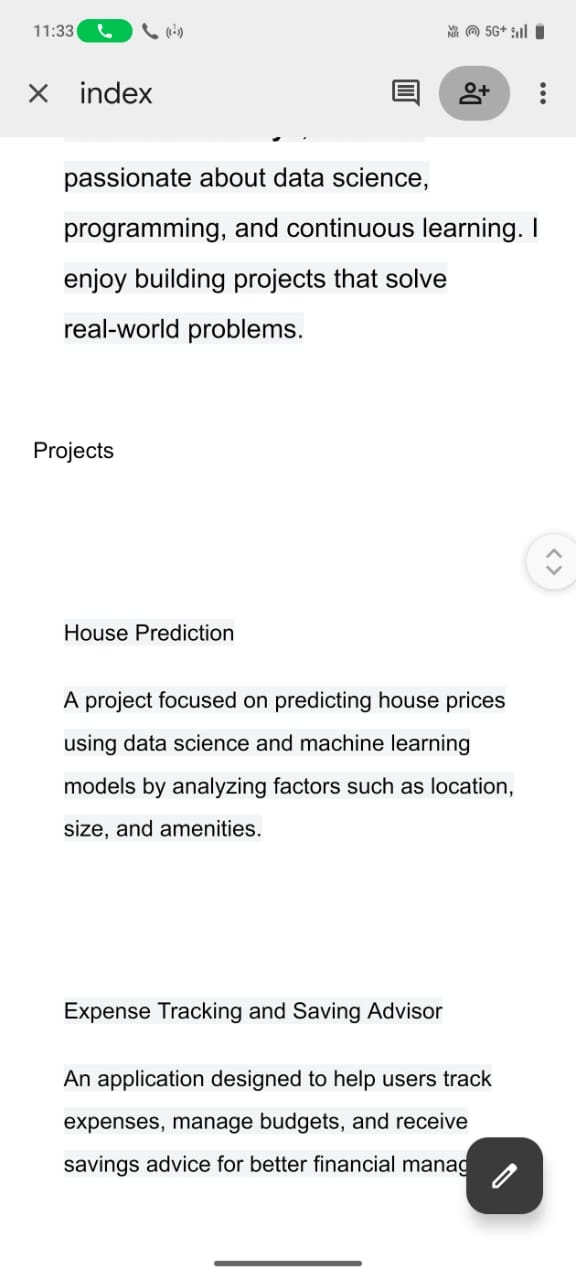 11:33
VO NR 5G+
index
passionate about data science,
programming, and continuous learning. I
enjoy building projects that solve
real-world problems.
Projects
House Prediction
A project focused on predicting house prices
using data science and machine learning
models by analyzing factors such as location,
size, and amenities.
Expense Tracking and Saving Advisor
An application designed to help users track
expenses, manage budgets, and receive
savings advice for better financial manag